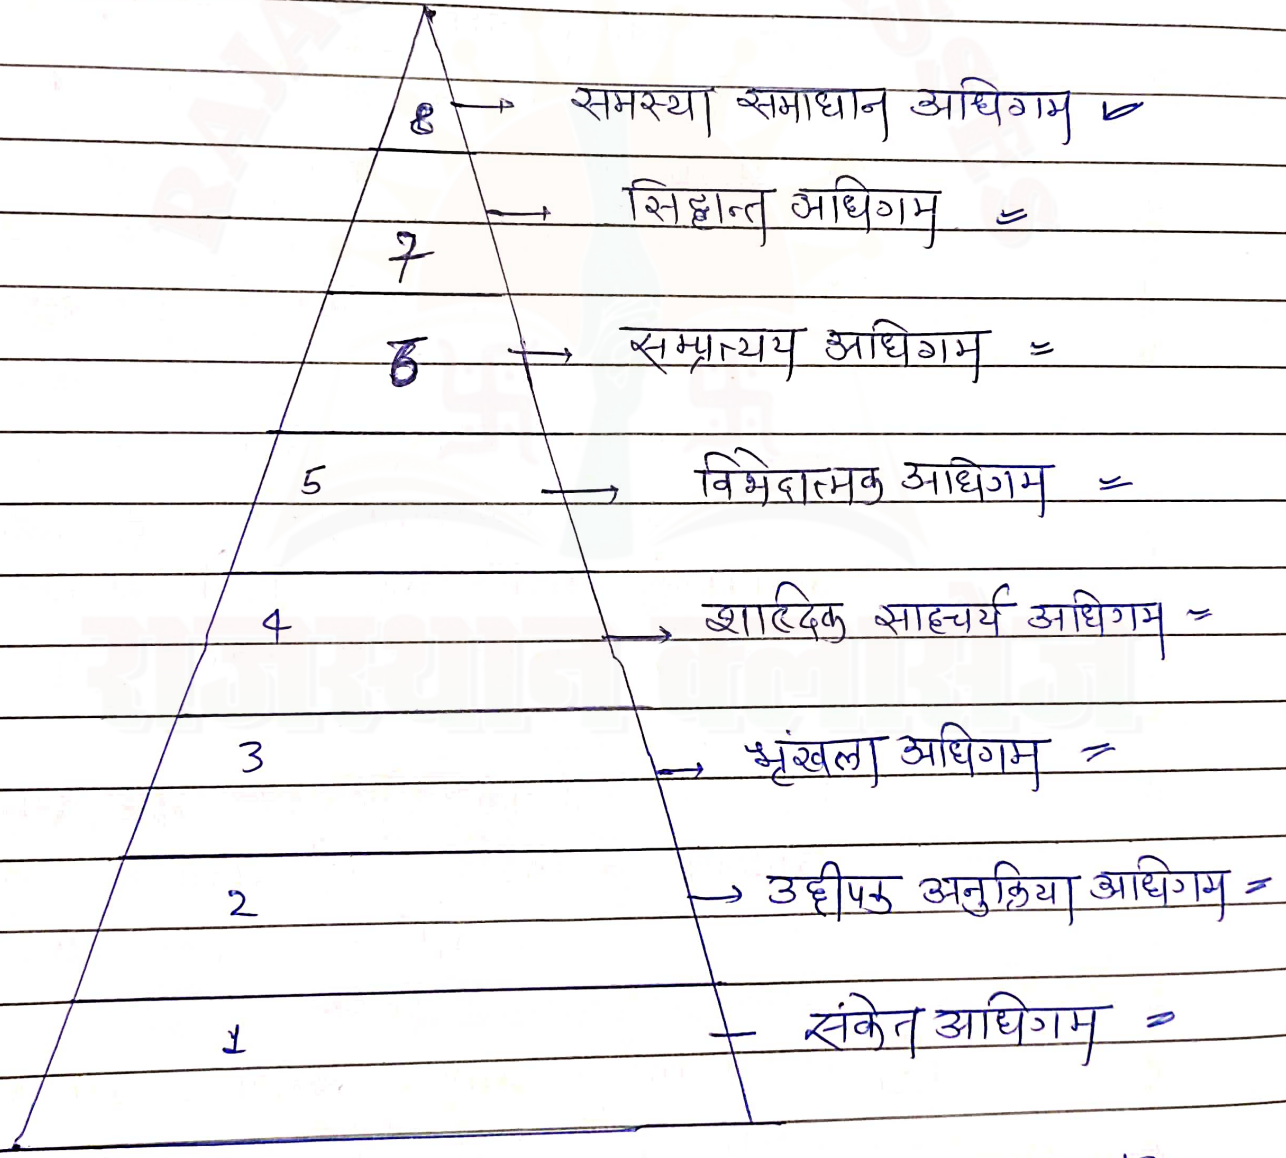 8 → समस्या समाधान अधिगम
→ सिद्धान्त अधिगम =
7
6 → सम्प्रत्यय अधिगम =
5 → विभेदात्मक अधिगम =
4 → शाब्दिक साहचर्य अधिगम =
3 → श्रृंखला अधिगम =
2 → उद्दीपक अनुक्रिया अधिगम =
1 — संकेत अधिगम =
राजस्थान क्लासेज